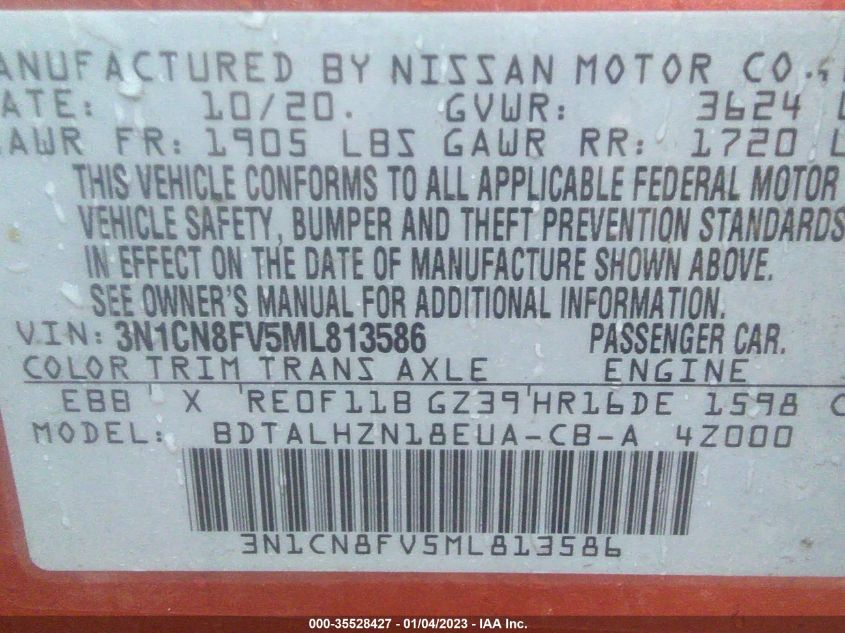 ANUFACTURED BY NISSAN MOTOR CO.,
ATE: 10/20. GVWR: 3624
AWR FR: 1905 LBS GAWR RR: 1720 L
THIS VEHICLE CONFORMS TO ALL APPLICABLE FEDERAL MOTOR
VEHICLE SAFETY, BUMPER AND THEFT PREVENTION STANDARDS
IN EFFECT ON THE DATE OF MANUFACTURE SHOWN ABOVE.
SEE OWNER'S MANUAL FOR ADDITIONAL INFORMATION.
VIN: 3N1CN8FV5ML813586 PASSENGER CAR.
COLOR TRIM TRANS AXLE ENGINE
EBB ' X ' RE0F11B GZ39 ' HR16DE 1598 C
MODEL: BDTALHZN18EUA-CB-A 4Z000
3N1CN8FV5ML813586
000-35528427 - 01/04/2023 - IAA Inc.